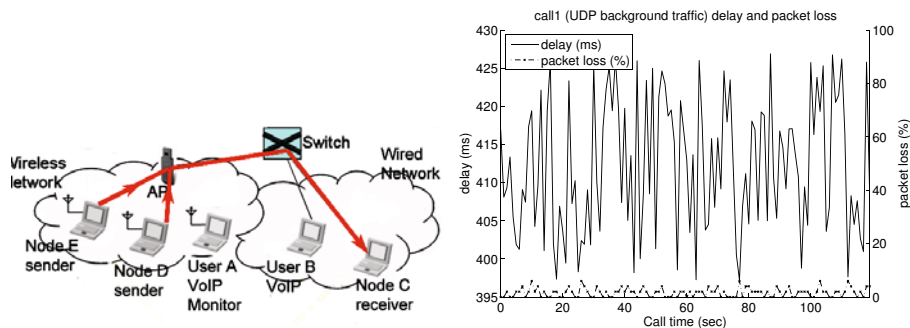 Switch
Wireless
Network
Wired
Network
AP
Node E
sender
Node D
sender
User A
VoIP
Monitor
User B
VoIP
Node C
receiver
call1 (UDP background traffic) delay and packet loss
delay (ms)
packet loss (%)
430
425
420
415
410
405
400
395
delay (ms)
100
80
60
40
20
0
packet loss (%)
0 20 40 60 80 100
Call time (sec)